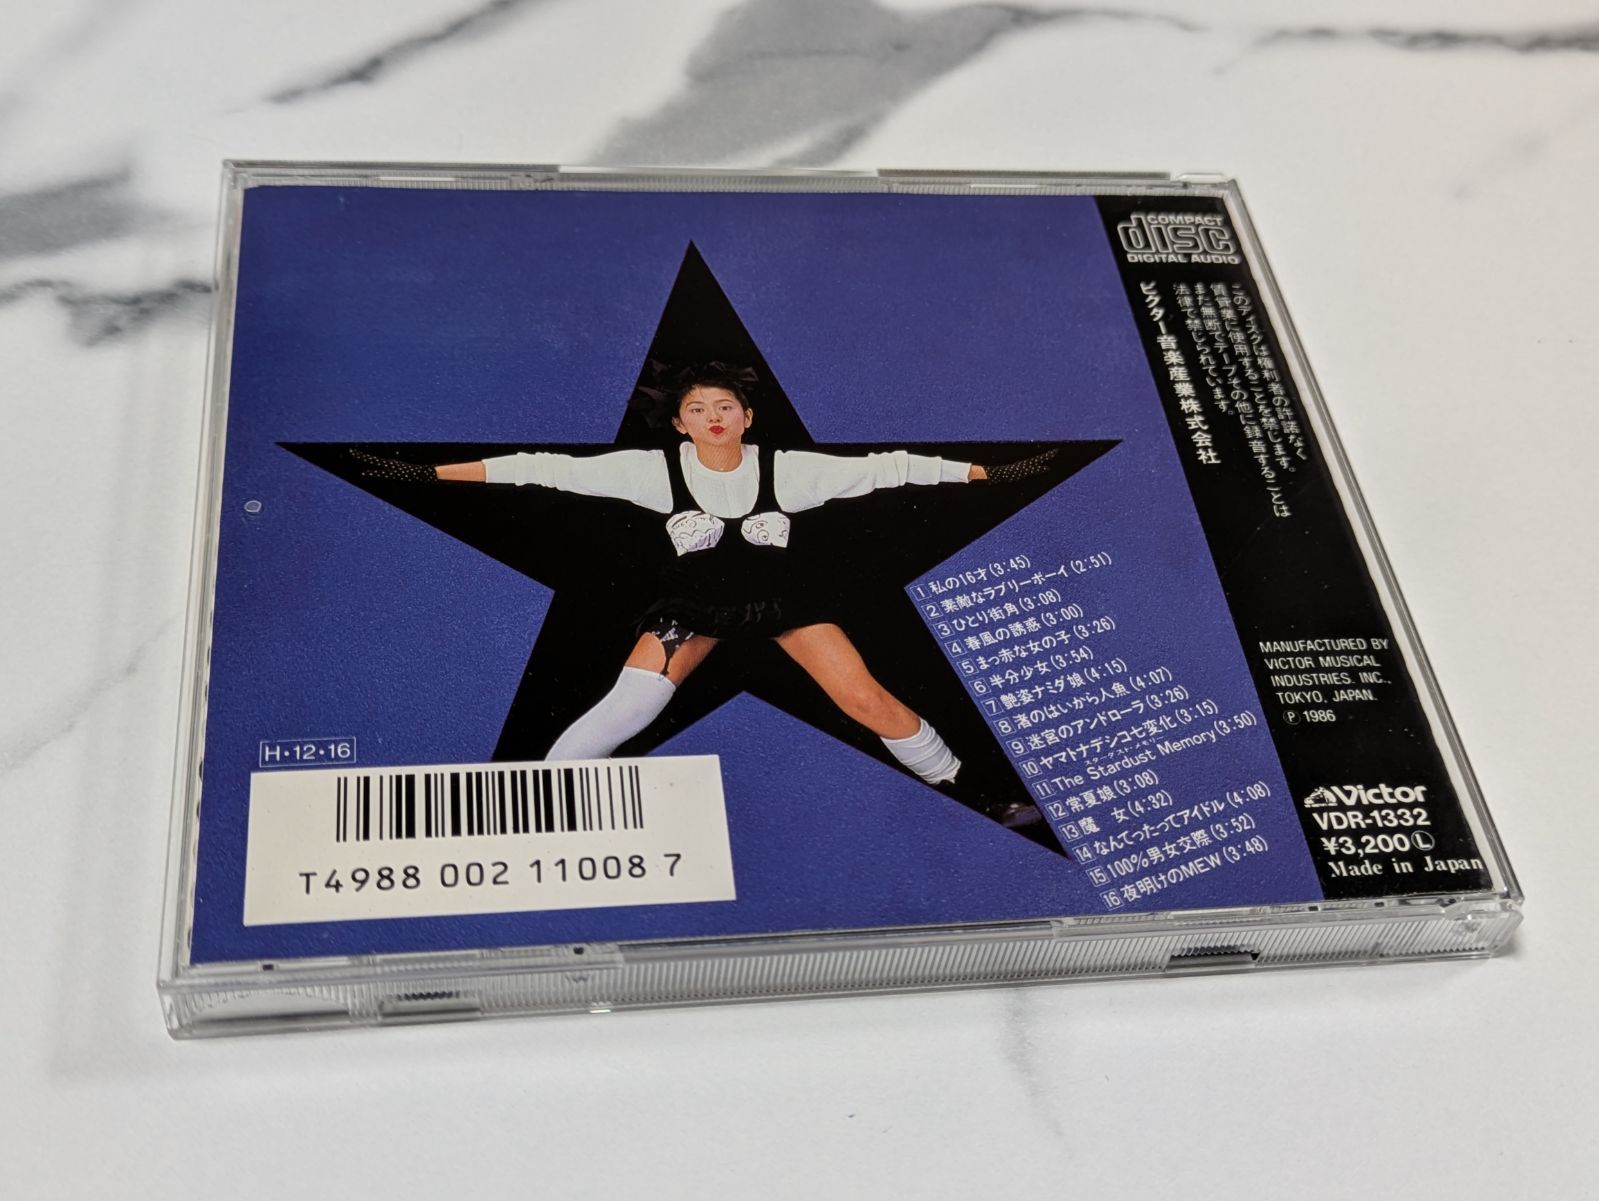 COMPACT
disc
DIGITAL AUDIO
このディスクは権利者の許諾なく
賃貸業に使用することを禁じます。
また無断でテープその他に録音することは
法律で禁じられています。
ビクター音楽産業株式会社
1 私の16才(3:45)
2 素敵なラブリーボーイ(2:51)
3 ひとり街角(3:08)
4 春風の誘惑(3:00)
5 まっ赤な女の子(3:26)
6 半分少女(3:54)
7 艶姿ナミダ娘(4:15)
8 渚のはいから人魚(4:07)
9 迷宮のアンドローラ(3:26)
10 ヤマトナデシコ七変化(3:15)
スターダスト・メモリー
11 The Stardust Memory(3:50)
12 常夏娘(3:08)
13 魔 女(4:32)
14 なんてったってアイドル(4:08)
15 100%男女交際(3:52)
16 夜明けのMEW(3:48)
MANUFACTURED BY
VICTOR MUSICAL
INDUSTRIES, INC.,
TOKYO, JAPAN.
Ⓟ 1986
Victor
VDR-1332
¥3,200Ⓛ
Made in Japan
H・12・16
T4988 002 11008 7